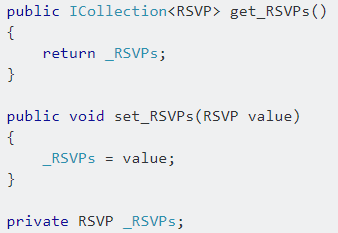 public ICollection<RSVP> get_RSVPs()
{
    return _RSVPs;
}

public void set_RSVPs(RSVP value)
{
    _RSVPs = value;
}

private RSVP _RSVPs;